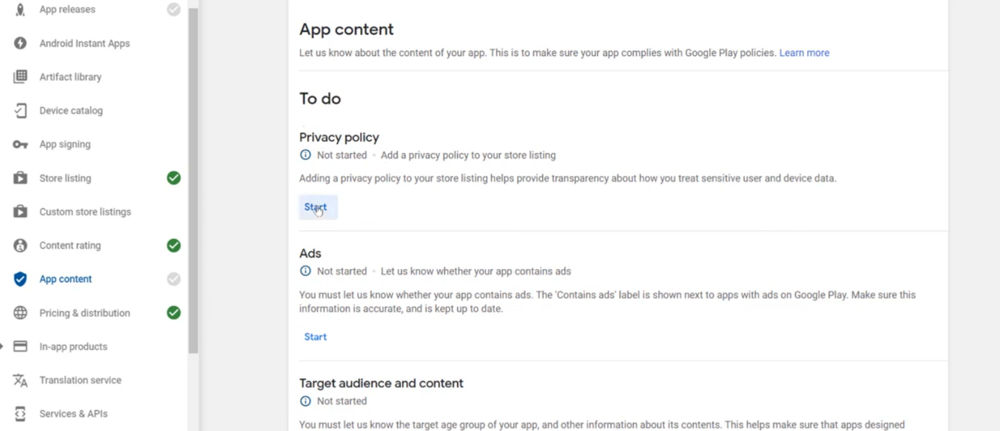 App releases
Android Instant Apps
Artifact library
Device catalog
App signing
Store listing
Custom store listings
Content rating
App content
Pricing & distribution
In-app products
Translation service
Services & APIs
App content
Let us know about the content of your app. This is to make sure your app complies with Google Play policies. Learn more
To do
Privacy policy
Not started • Add a privacy policy to your store listing
Adding a privacy policy to your store listing helps provide transparency about how you treat sensitive user and device data.
Start
Ads
Not started • Let us know whether your app contains ads
You must let us know whether your app contains ads. The 'Contains ads' label is shown next to apps with ads on Google Play. Make sure this
information is accurate, and is kept up to date.
Start
Target audience and content
Not started
You must let us know the target age group of your app, and other information about its contents. This helps make sure that apps designed